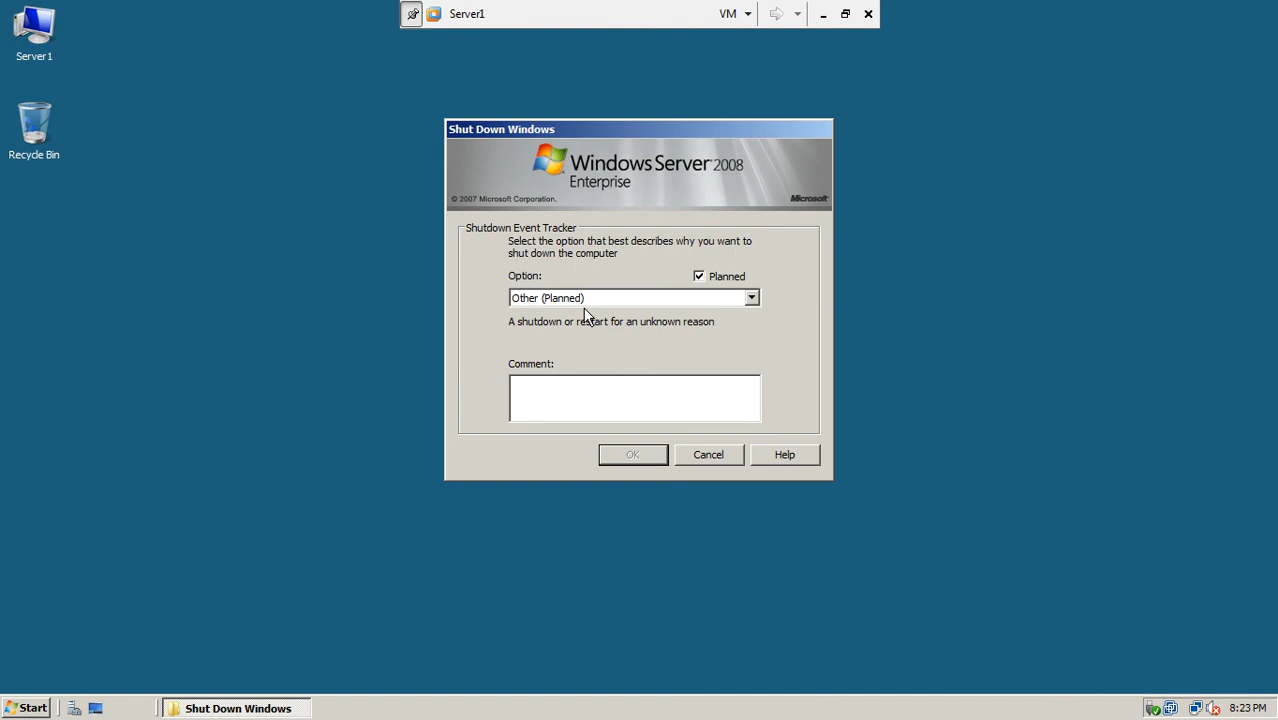 Server1
VM
Server1
Recycle Bin
Shut Down Windows
Windows Server 2008
Enterprise
© 2007 Microsoft Corporation.
Microsoft
Shutdown Event Tracker
Select the option that best describes why you want to
shut down the computer
Option:
Planned
Other (Planned)
A shutdown or restart for an unknown reason
Comment:
OK
Cancel
Help
Start
Shut Down Windows
8:23 PM